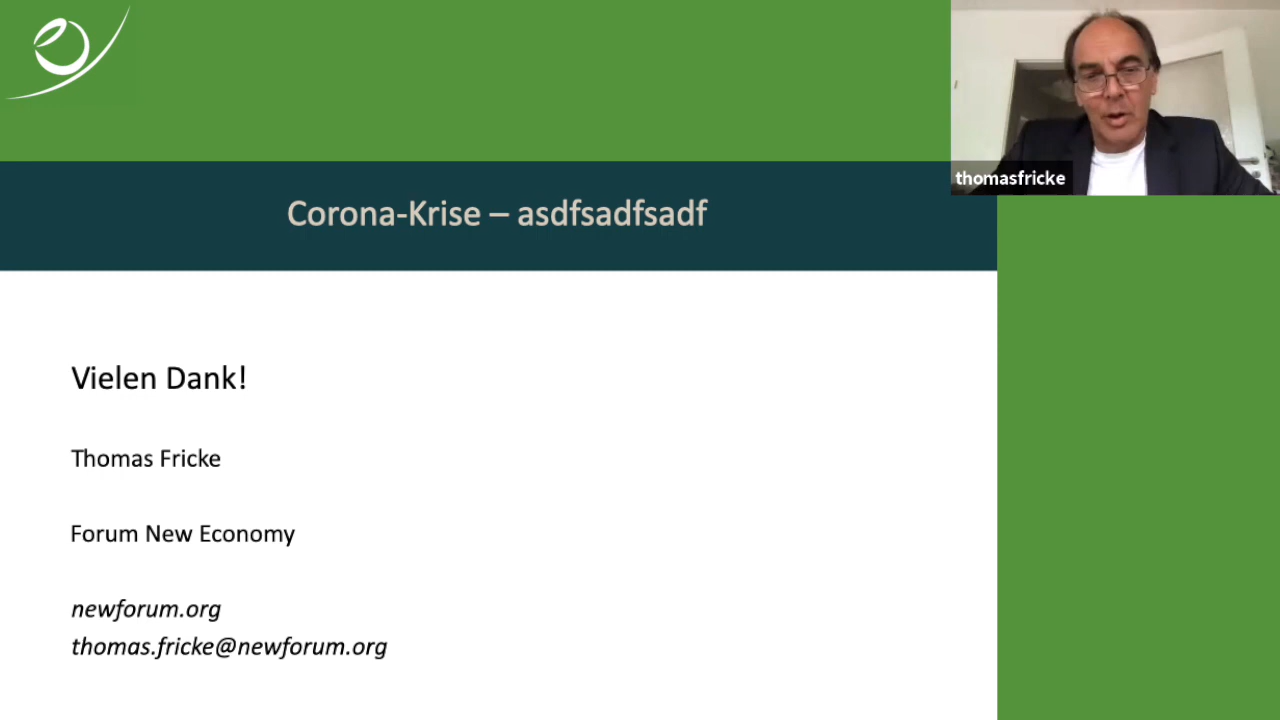 thomasfricke
Corona-Krise – asdfsadfsadf
Vielen Dank!
Thomas Fricke
Forum New Economy
newforum.org
thomas.fricke@newforum.org